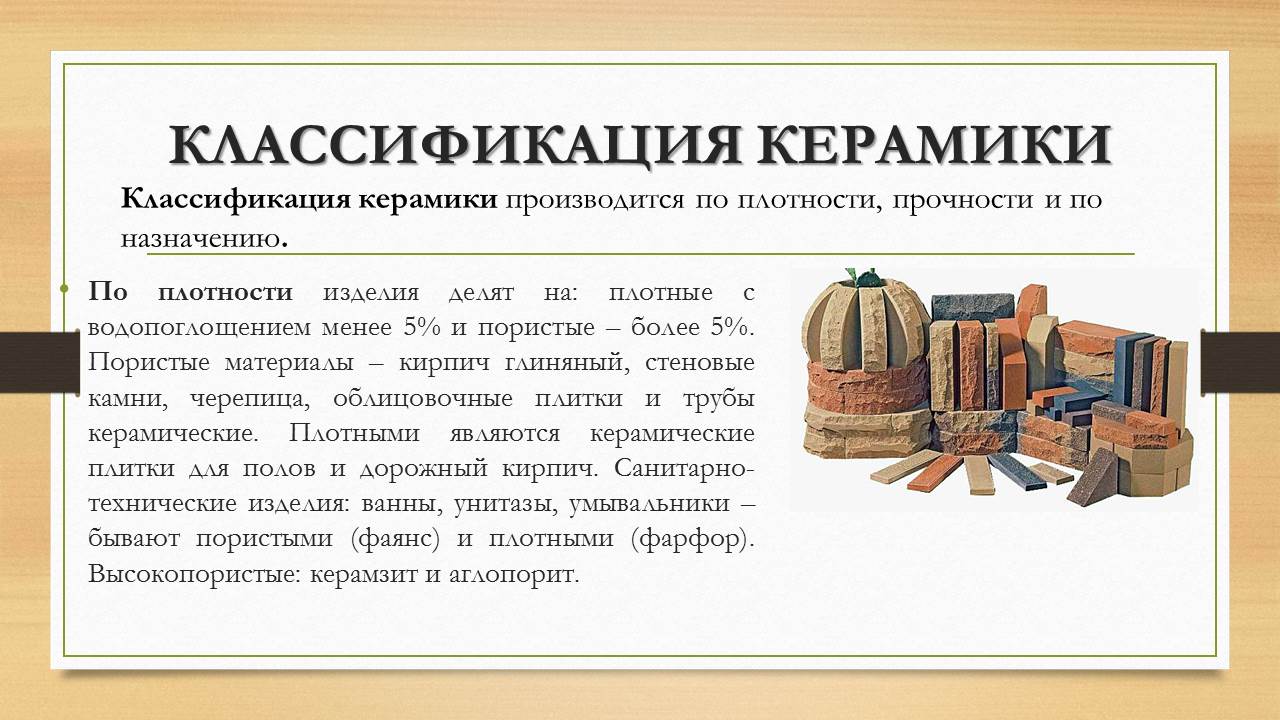 КЛАССИФИКАЦИЯ КЕРАМИКИ
Классификация керамики производится по плотности, прочности и по
назначению.
• По плотности изделия делят на: плотные с
водопоглощением менее 5% и пористые – более 5%.
Пористые материалы – кирпич глиняный, стеновые
камни, черепица, облицовочные плитки и трубы
керамические. Плотными являются керамические
плитки для полов и дорожный кирпич. Санитарно-
технические изделия: ванны, унитазы, умывальники –
бывают пористыми (фаянс) и плотными (фарфор).
Высокопористые: керамзит и аглопорит.